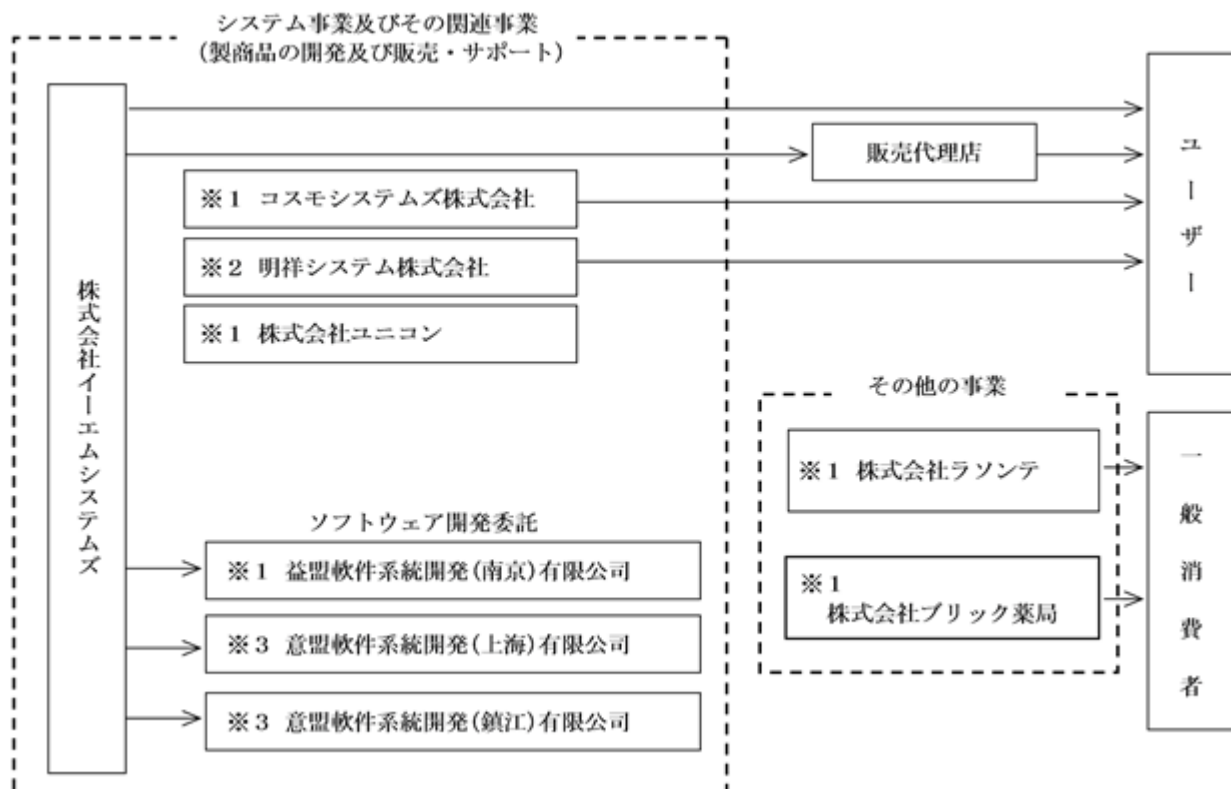 システム事業及びその関連事業
(製商品の開発及び販売・サポート)
株式会社イーエムシステムズ
販売代理店
ユーザー
※1 コスモシステムズ株式会社
※2 明祥システム株式会社
※1 株式会社ユニコン
ソフトウェア開発委託
※1 益盟軟件系統開発(南京)有限公司
※3 意盟軟件系統開発(上海)有限公司
※3 意盟軟件系統開発(鎮江)有限公司
その他の事業
※1 株式会社ラソンテ
※1
株式会社ブリック薬局
一般消費者